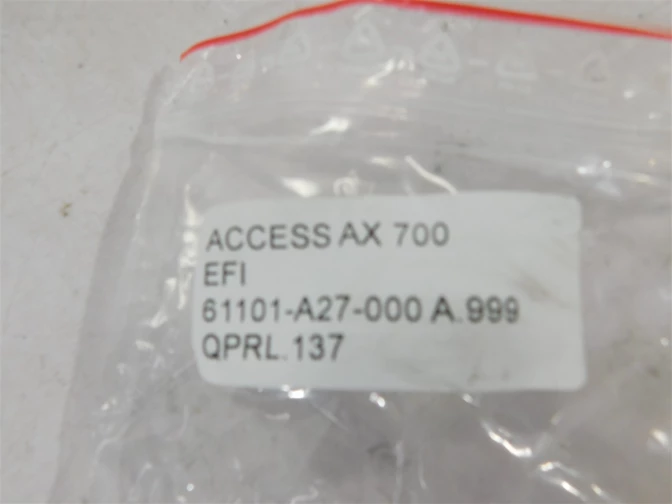 ACCESS AX 700
EFI
61101-A27-000 A.999
QPRL.137